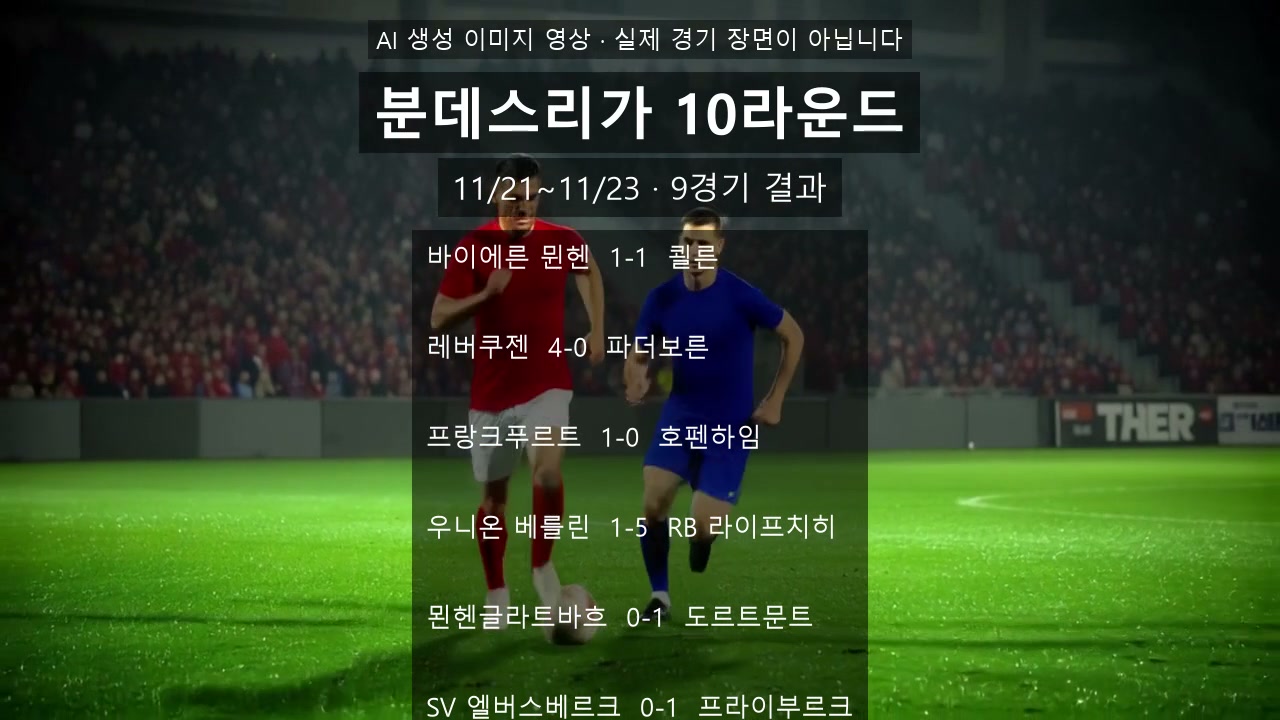 AI 생성 이미지 영상 · 실제 경기 장면이 아닙니다
분데스리가 10라운드
11/21~11/23 · 9경기 결과
바이에른 뮌헨 1-1 쾰른
레버쿠젠 4-0 파더보른
프랑크푸르트 1-0 호펜하임
THER
우니온 베를린 1-5 RB 라이프치히
묀헨글라트바흐 0-1 도르트문트
SV 엘버스베르크 0-1 프라이부르크